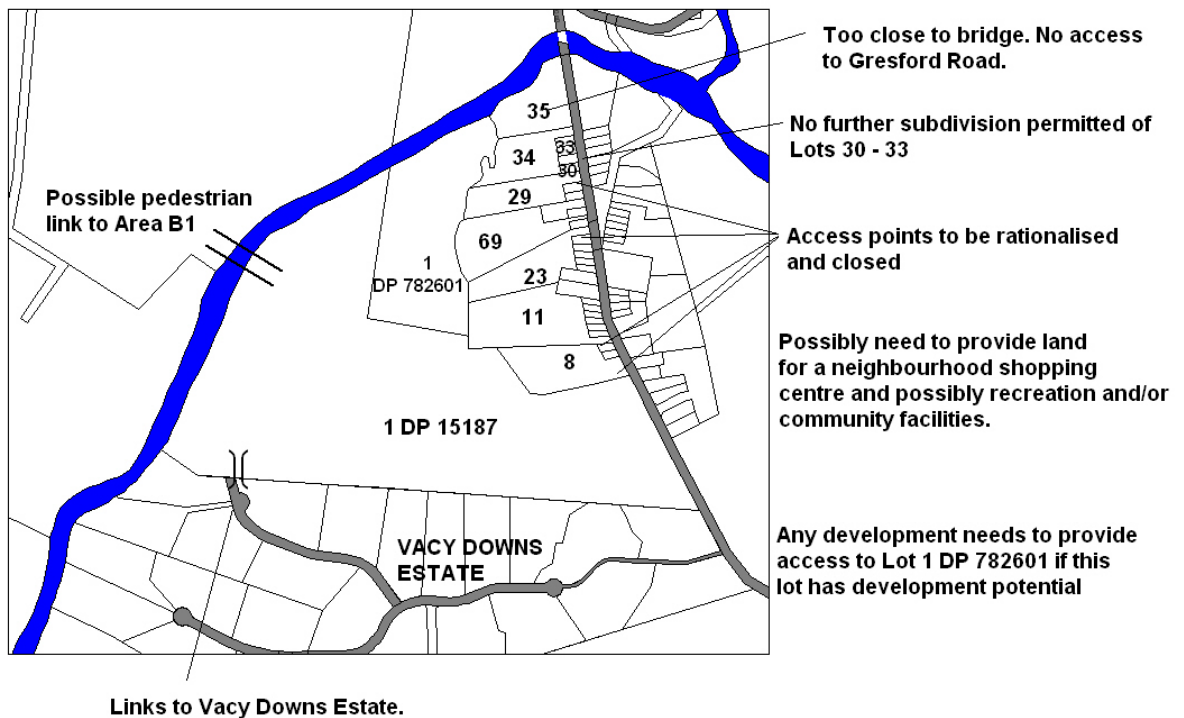 Too close to bridge. No access
to Gresford Road.
35
No further subdivision permitted of
Lots 30 - 33
33
34
30
Possible pedestrian
link to Area B1
29
69
Access points to be rationalised
and closed
1
DP 782601
23
11
Possibly need to provide land
for a neighbourhood shopping
centre and possibly recreation and/or
community facilities.
8
1 DP 15187
Any development needs to provide
access to Lot 1 DP 782601 if this
lot has development potential
VACY DOWNS
ESTATE
Links to Vacy Downs Estate.